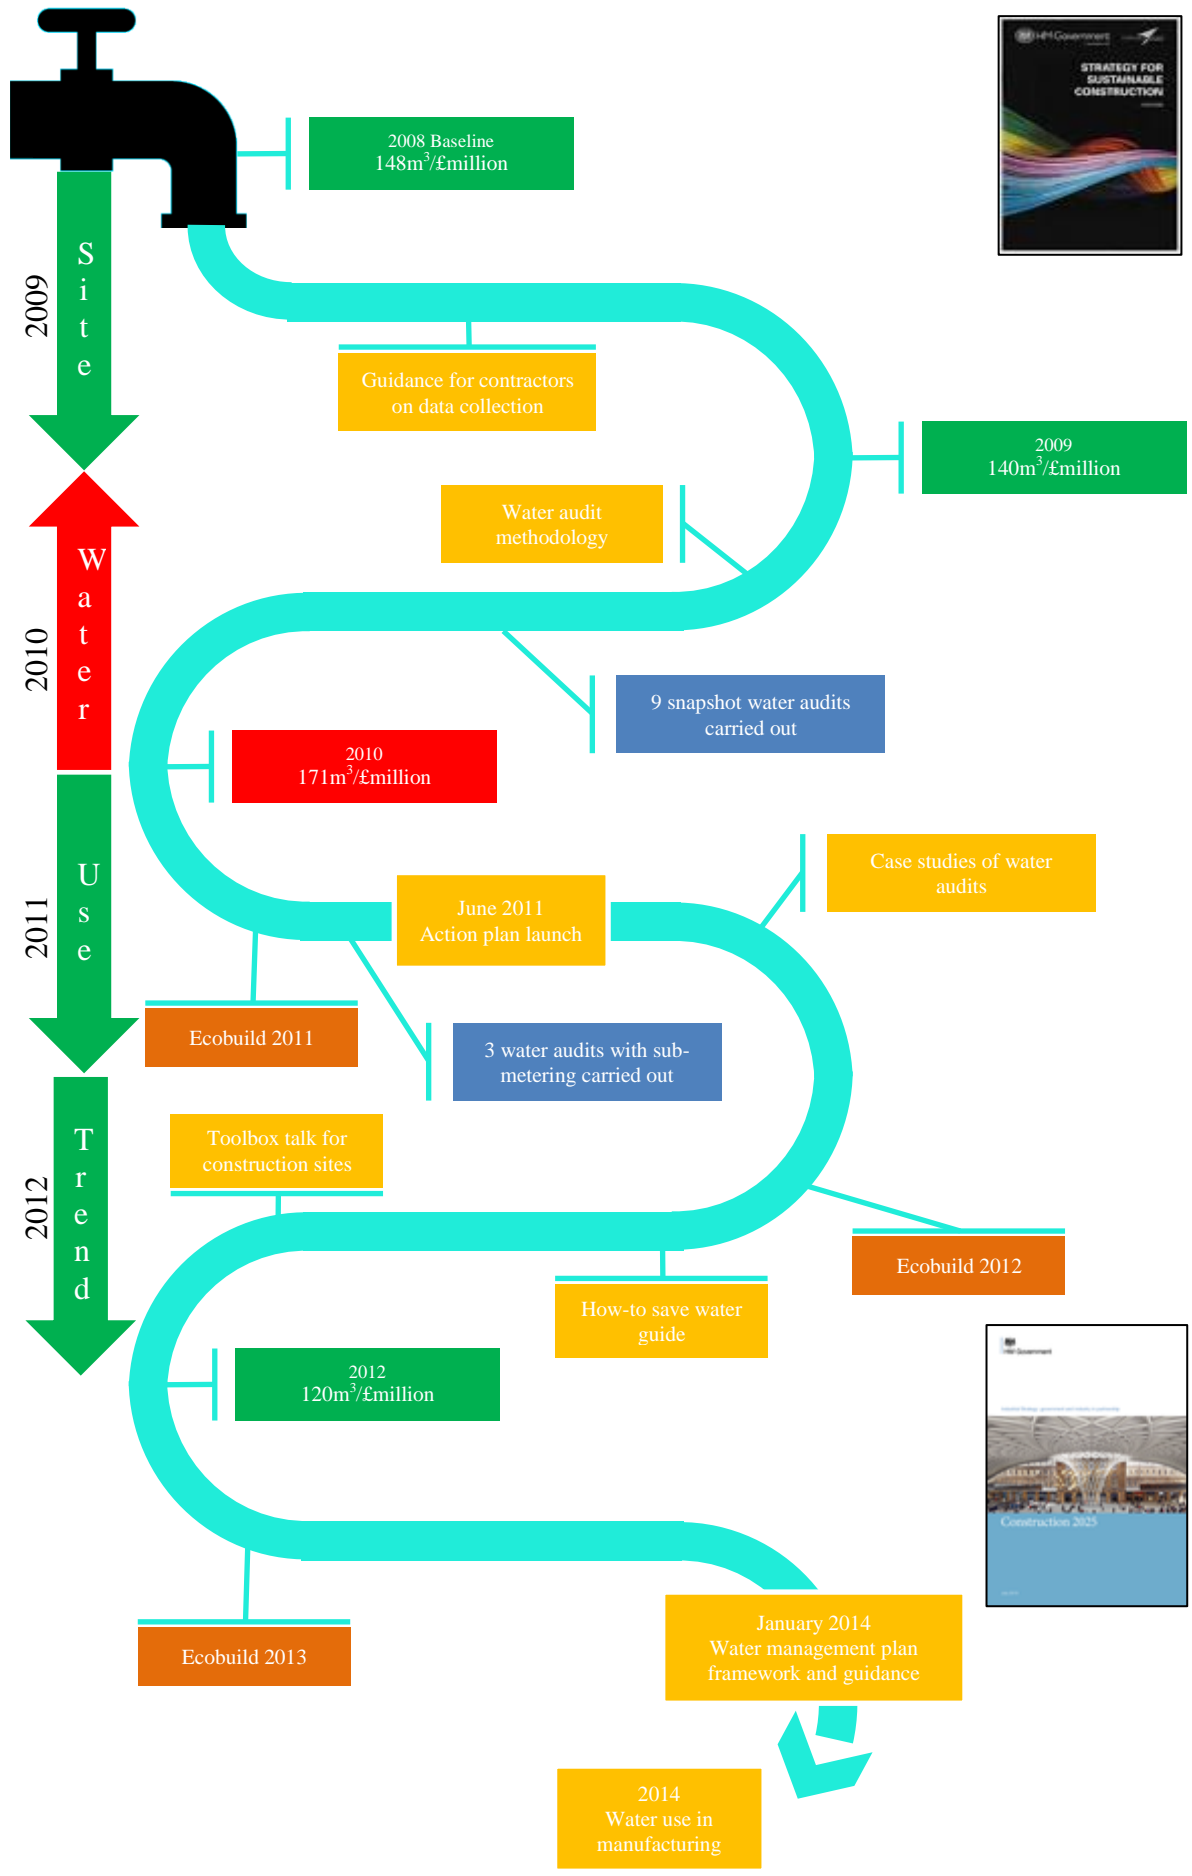 HM Government
STRATEGY FOR
SUSTAINABLE
CONSTRUCTION
2008 Baseline
148m³/£million
2009
Site
Guidance for contractors
on data collection
2009
140m³/£million
Water audit
methodology
2010
Water
9 snapshot water audits
carried out
2010
171m³/£million
2011
Use
Case studies of water
audits
June 2011
Action plan launch
Ecobuild 2011
3 water audits with sub-
metering carried out
2012
Trend
Toolbox talk for
construction sites
Ecobuild 2012
How-to save water
guide
2012
120m³/£million
HM Government
Construction 2025
Ecobuild 2013
January 2014
Water management plan
framework and guidance
2014
Water use in
manufacturing